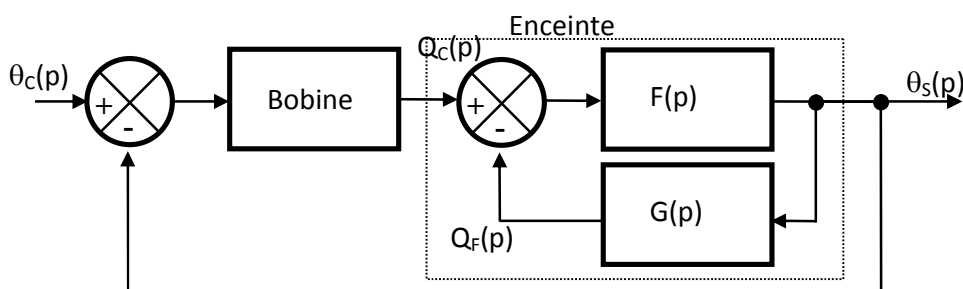 Enceinte
θC(p)
+
-
Bobine
QC(p)
+
-
F(p)
θS(p)
G(p)
QF(p)